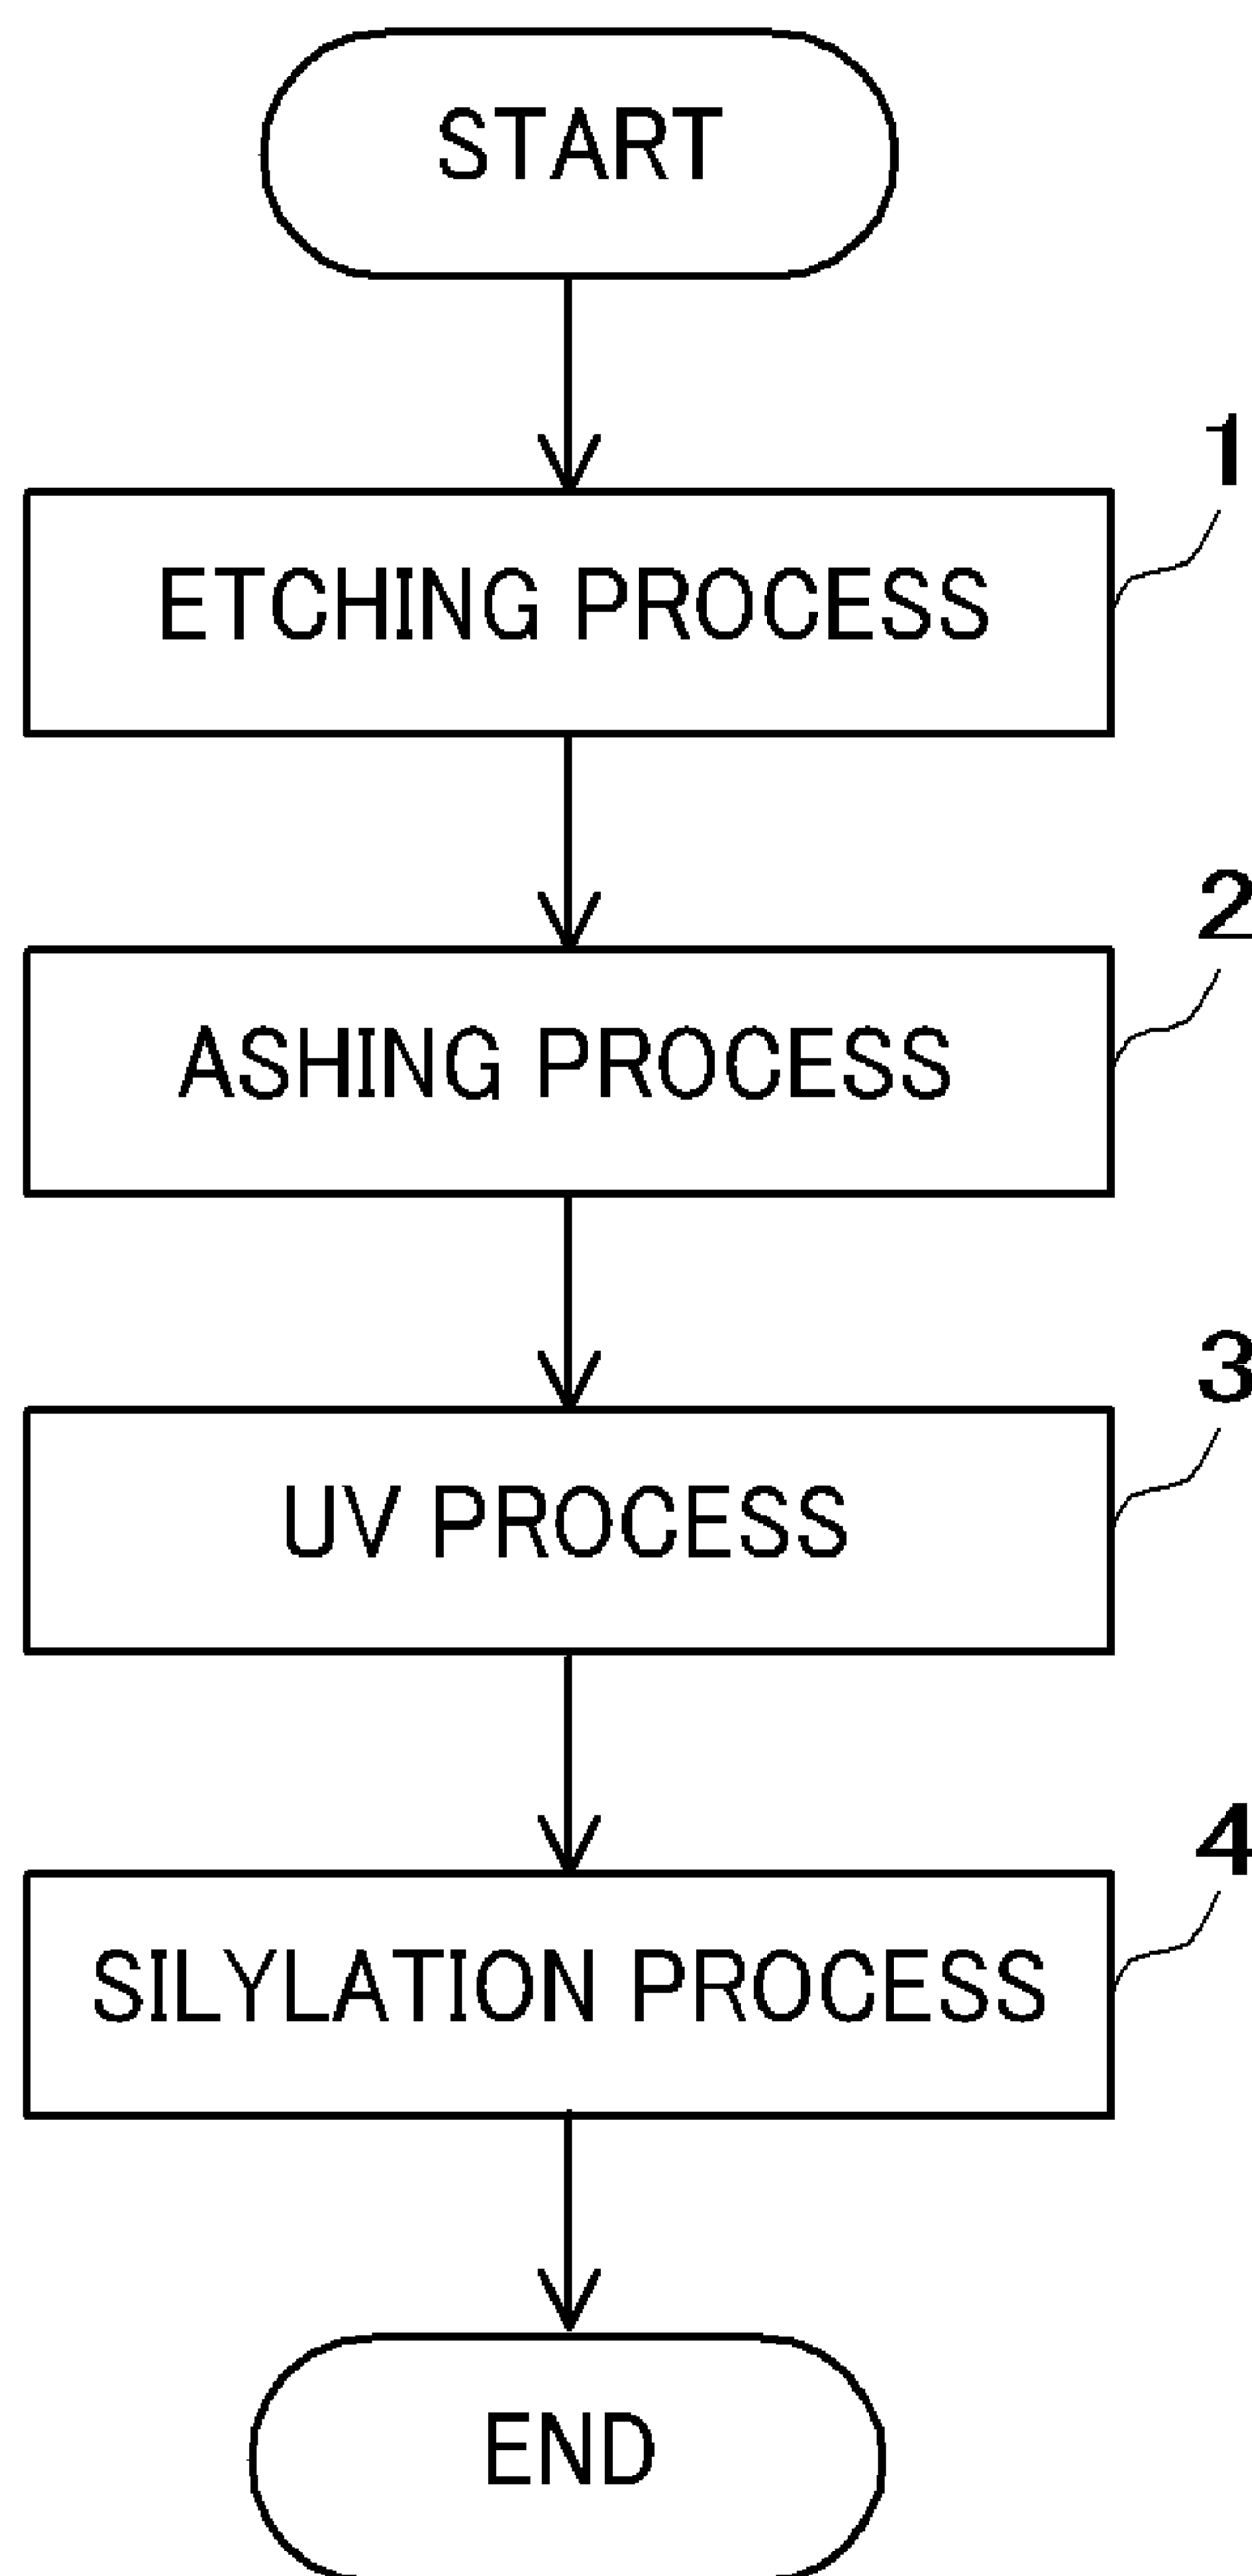 START
1
ETCHING PROCESS
2
ASHING PROCESS
3
UV PROCESS
4
SILYLATION PROCESS
END